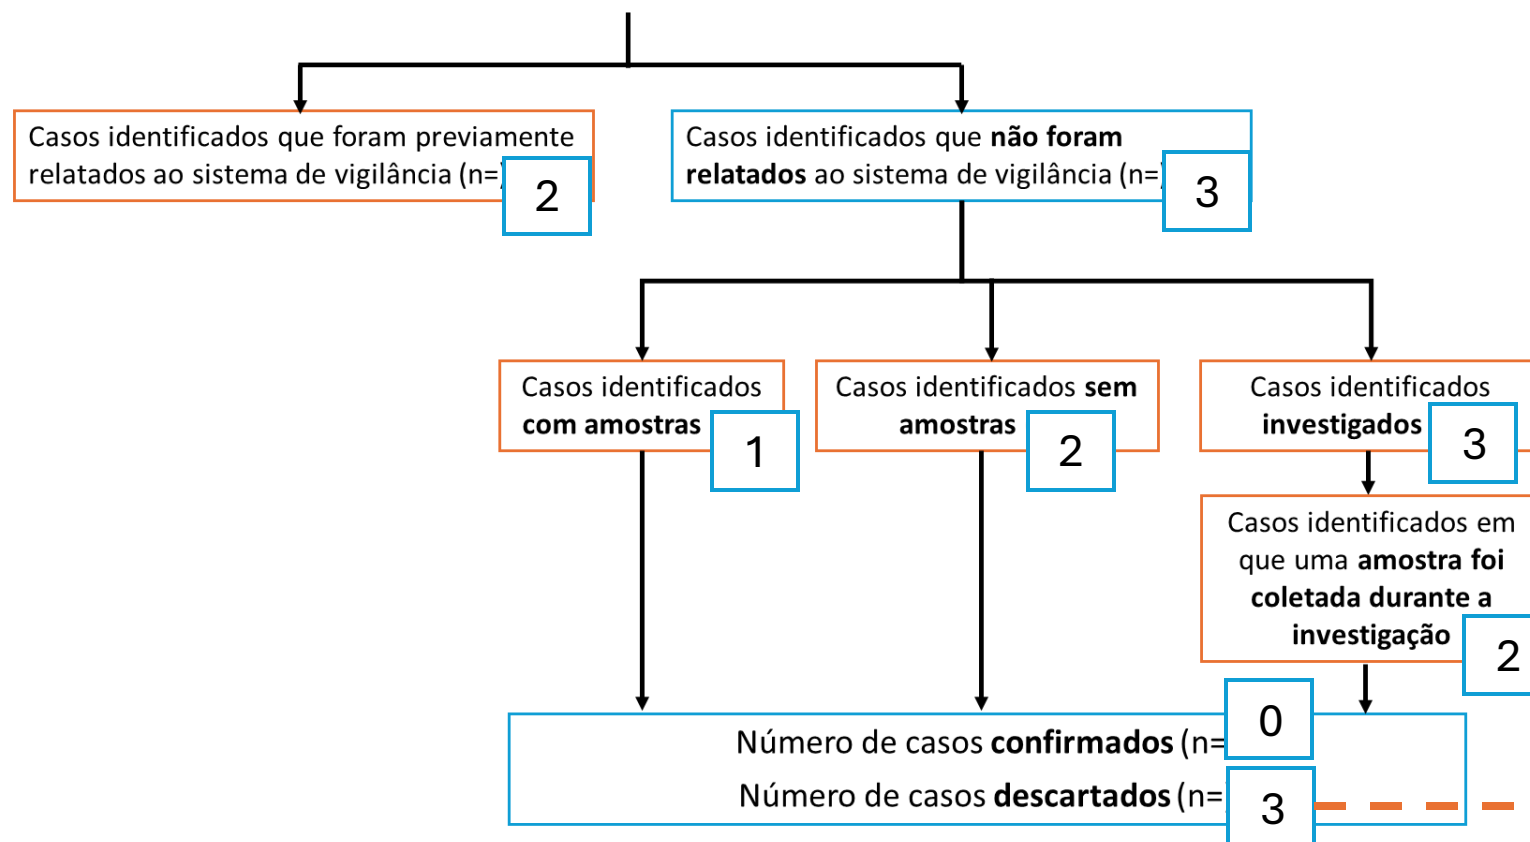 Casos identificados que foram previamente
relatados ao sistema de vigilância (n=)
2
Casos identificados que não foram
relatados ao sistema de vigilância (n=)
3
Casos identificados
com amostras
1
Casos identificados sem
amostras
2
Casos identificados
investigados
3
Casos identificados em
que uma amostra foi
coletada durante a
investigação
2
Número de casos confirmados (n=
0
Número de casos descartados (n=
3